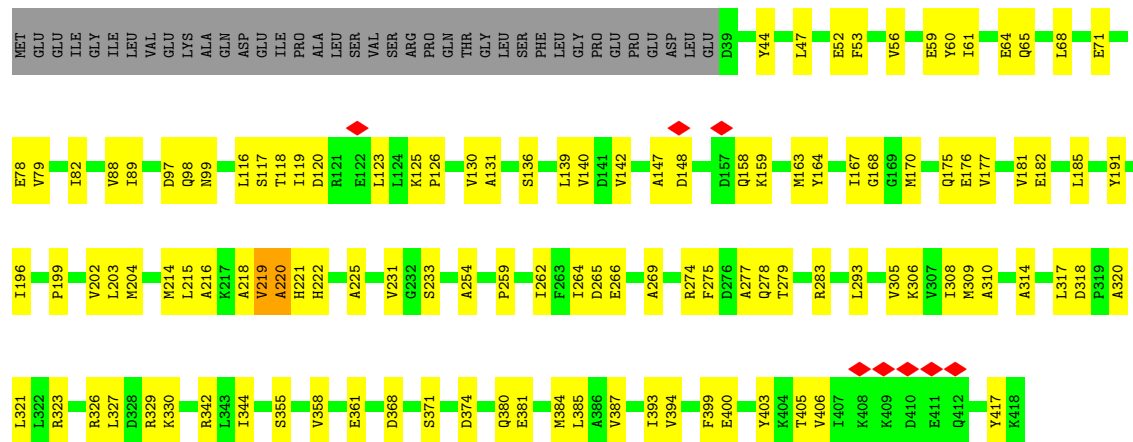 MET GLU GLU ILE GLY ILE LEU VAL GLU LYS ALA GLN ASP GLU ILE PRO ALA LEU SER VAL SER ARG PRO GLN THR GLY LEU SER PHE LEU GLY PRO GLU PRO GLU ASP LEU GLU D39 Y44 L47 E52 F53 V56 E59 Y60 I61 E64 Q65 L68 E71
E78 V79 I82 V88 I89 D97 Q98 N99 L116 S117 T118 I119 D120 R121 E122 L123 L124 K125 P126 V130 A131 S136 L139 V140 D141 V142 A147 D148 D157 Q158 K159 M163 Y164 I167 G168 G169 M170 Q175 E176 V177 V181 E182 L185 Y191
I196 P199 V202 L203 M204 M214 L215 A216 K217 A218 V219 A220 H221 H222 A225 V231 G232 S233 A254 P259 I262 F263 I264 D265 E266 A269 R274 F275 D276 A277 Q278 T279 R283 L293 V305 K306 V307 I308 M309 A310 A314 L317 D318 P319 A320
L321 L322 R323 R326 L327 D328 R329 K330 R342 L343 I344 S355 V358 E361 D368 S371 D374 Q380 E381 M384 L385 A386 V387 I393 V394 F399 E400 Y403 K404 T405 V406 I407 K408 K409 D410 E411 Q412 Y417 K418